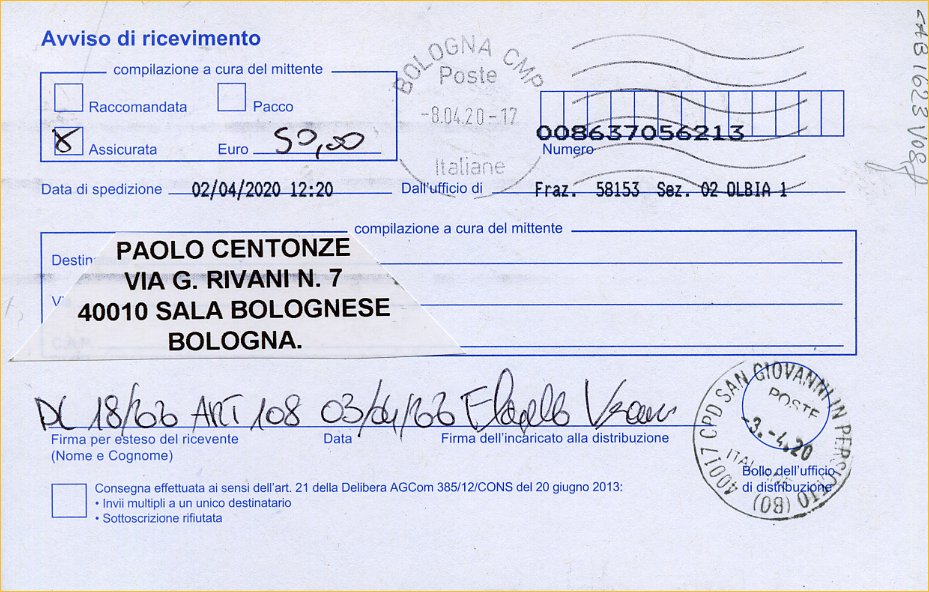 Avviso di ricevimento
compilazione a cura del mittente
Raccomandata Pacco
X Assicurata Euro 50,00
BOLOGNA CMP
Poste
-8.04.20-17
Italiane
008637056213
Numero
Data di spedizione 02/04/2020 12:20 Dall'ufficio di Fraz. 58153 Sez. 02 OLBIA 1
compilazione a cura del mittente
Destin
V
C.A.P.
PAOLO CENTONZE
VIA G. RIVANI N. 7
40010 SALA BOLOGNESE
BOLOGNA.
DL 18/2020 ART 108 03/04/2020
Firma per esteso del ricevente Data Firma dell'incaricato alla distribuzione
(Nome e Cognome)
40017 CPD SAN GIOVANNI IN PERSICETO (BO)
POSTE
-3.-4.20
ITALIANE
Bollo dell'ufficio
di distribuzione
Consegna effettuata ai sensi dell'art. 21 della Delibera AGCom 385/12/CONS del 20 giugno 2013:
• Invii multipli a un unico destinatario
• Sottoscrizione rifiutata